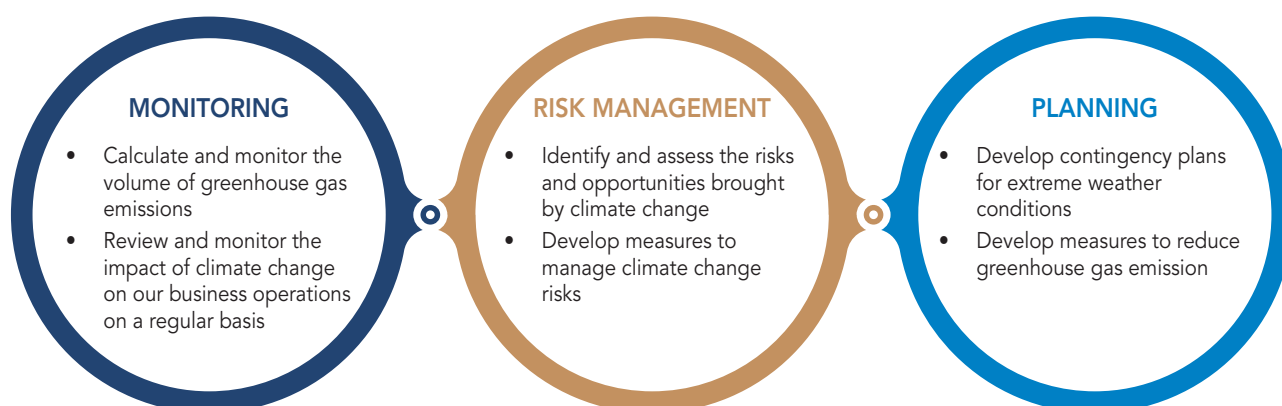 MONITORING
• Calculate and monitor the
volume of greenhouse gas
emissions
• Review and monitor the
impact of climate change
on our business operations
on a regular basis
RISK MANAGEMENT
• Identify and assess the risks
and opportunities brought
by climate change
• Develop measures to
manage climate change
risks
PLANNING
• Develop contingency plans
for extreme weather
conditions
• Develop measures to reduce
greenhouse gas emission